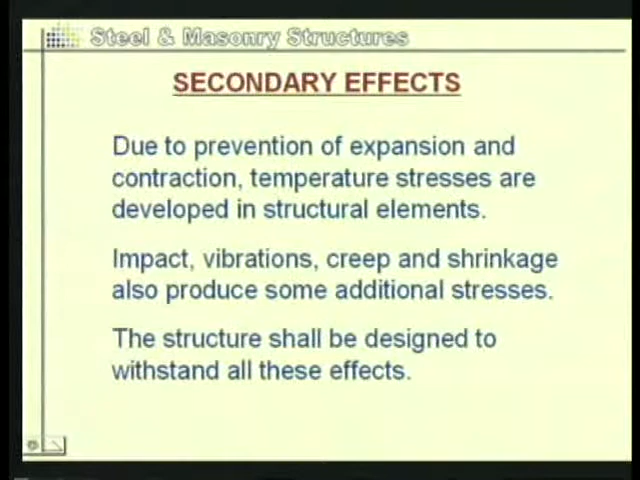 Steel & Masonry Structures
SECONDARY EFFECTS
Due to prevention of expansion and
contraction, temperature stresses are
developed in structural elements.
Impact, vibrations, creep and shrinkage
also produce some additional stresses.
The structure shall be designed to
withstand all these effects.